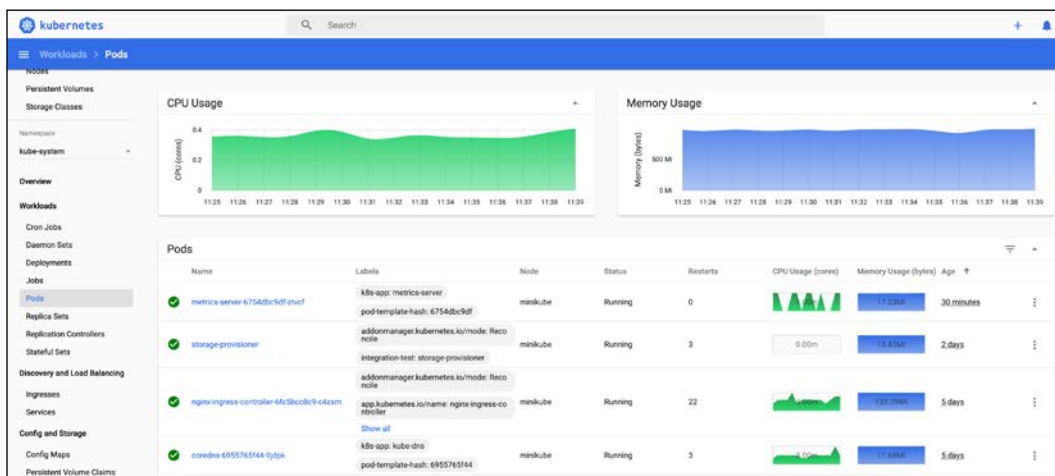 kubernetes
Search
Workloads > Pods
Nodes
Persistent Volumes
Storage Classes
Namespace
kube-system
Overview
Workloads
Cron Jobs
Daemon Sets
Deployments
Jobs
Pods
Replica Sets
Replication Controllers
Stateful Sets
Discovery and Load Balancing
Ingresses
Services
Config and Storage
Config Maps
Persistent Volume Claims
CPU Usage
CPU (cores)
0.4
0.2
0
11:25 11:26 11:27 11:28 11:29 11:30 11:31 11:32 11:33 11:34 11:35 11:36 11:37 11:38 11:39
Memory Usage
Memory (bytes)
500 Mi
0 Mi
11:25 11:26 11:27 11:28 11:29 11:30 11:31 11:32 11:33 11:34 11:35 11:36 11:37 11:38 11:39
Pods
Name Labels Node Status Restarts CPU Usage (cores) Memory Usage (bytes) Age
metrics-server-6754dbc9df-ztvcf
k8s-app: metrics-server
pod-template-hash: 6754dbc9df
minikube Running 0 30 minutes
storage-provisioner
addonmanager.kubernetes.io/mode: Reco
ncile
integration-test: storage-provisioner
minikube Running 3 0.00m 2 days
nginx-ingress-controller-6fc5bcc8c9-c4zsm
addonmanager.kubernetes.io/mode: Reco
ncile
app.kubernetes.io/name: nginx-ingress-co
ntroller
Show all
minikube Running 22 5 days
coredns-6955765f44-9jdpk
k8s-app: kube-dns
pod-template-hash: 6955765f44
minikube Running 3 5 days